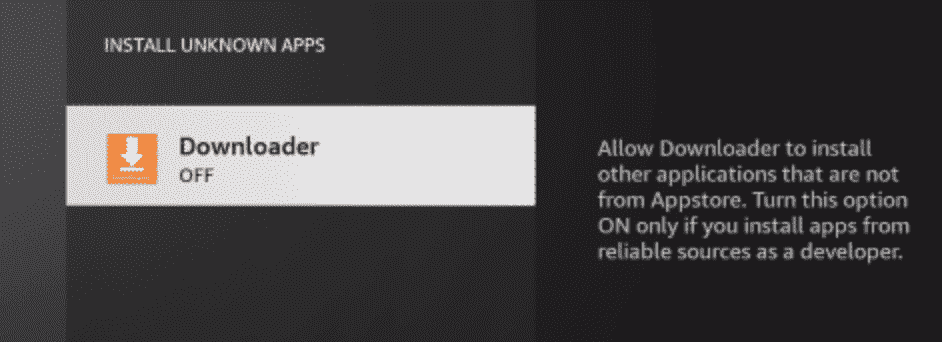 INSTALL UNKNOWN APPS
Downloader
OFF
Allow Downloader to install
other applications that are not
from Appstore. Turn this option
ON only if you install apps from
reliable sources as a developer.